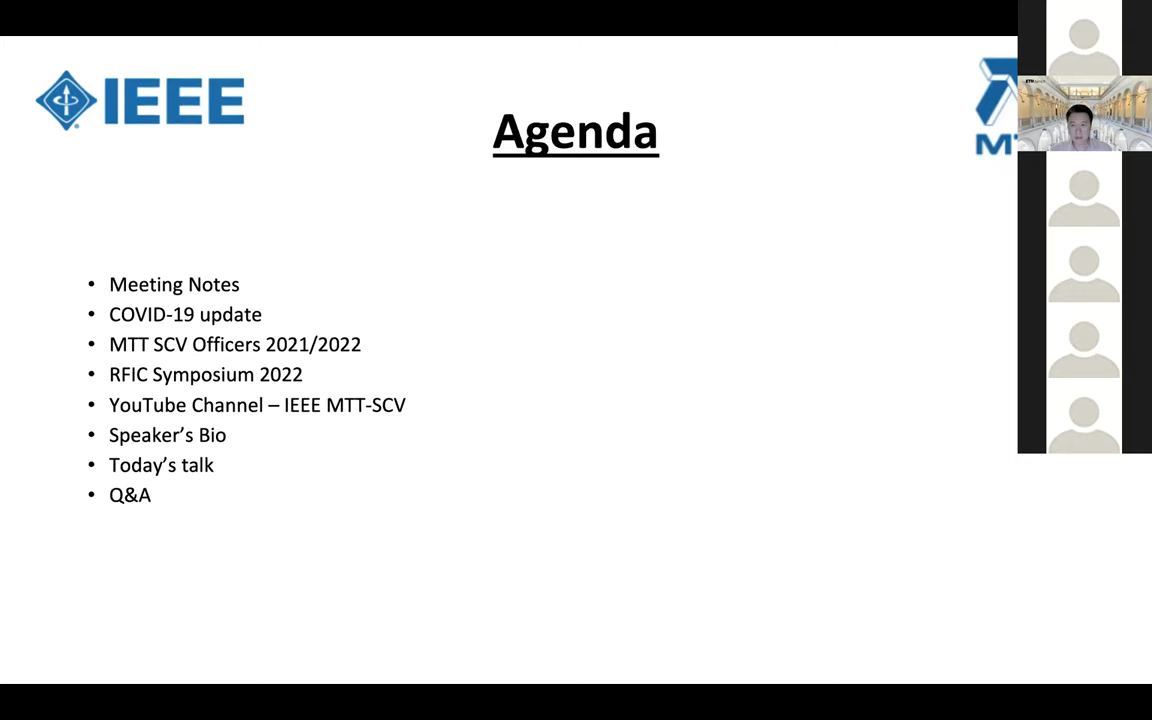 IEEE
Agenda
• Meeting Notes
• COVID-19 update
• MTT SCV Officers 2021/2022
• RFIC Symposium 2022
• YouTube Channel – IEEE MTT-SCV
• Speaker’s Bio
• Today’s talk
• Q&A